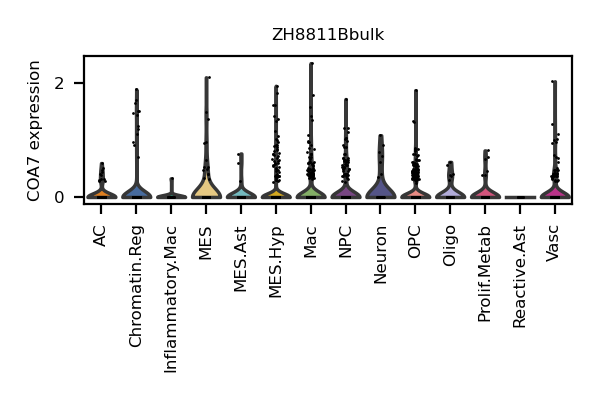 ZH8811Bbulk
COA7 expression
2
0
AC
Chromatin.Reg
Inflammatory.Mac
MES
MES.Ast
MES.Hyp
Mac
NPC
Neuron
OPC
Oligo
Prolif.Metab
Reactive.Ast
Vasc